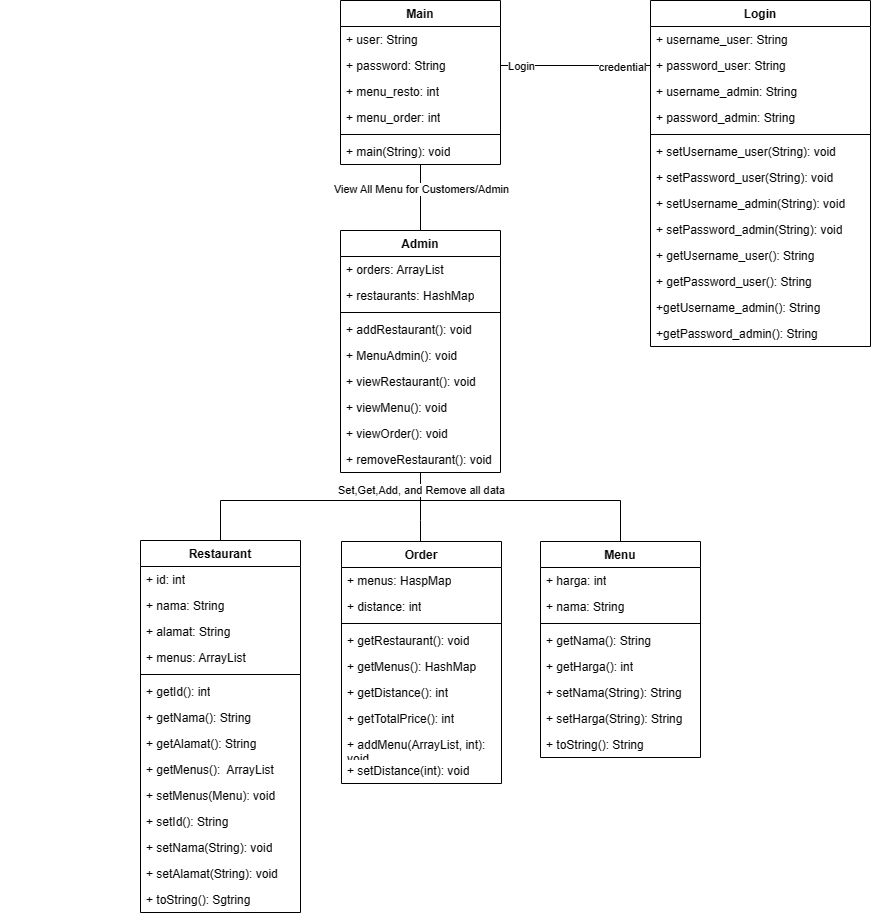 Main
+ user: String
+ password: String
+ menu_resto: int
+ menu_order: int
+ main(String): void
Login
credential
Login
+ username_user: String
+ password_user: String
+ username_admin: String
+ password_admin: String
+ setUsername_user(String): void
+ setPassword_user(String): void
+ setUsername_admin(String): void
+ setPassword_admin(String): void
+ getUsername_user(): String
+ getPassword_user(): String
+getUsername_admin(): String
+getPassword_admin(): String
View All Menu for Customers/Admin
Admin
+ orders: ArrayList
+ restaurants: HashMap
+ addRestaurant(): void
+ MenuAdmin(): void
+ viewRestaurant(): void
+ viewMenu(): void
+ viewOrder(): void
+ removeRestaurant(): void
Set,Get,Add, and Remove all data
Restaurant
+ id: int
+ nama: String
+ alamat: String
+ menus: ArrayList
+ getId(): int
+ getNama(): String
+ getAlamat(): String
+ getMenus():  ArrayList
+ setMenus(Menu): void
+ setId(): String
+ setNama(String): void
+ setAlamat(String): void
+ toString(): Sgtring
Order
+ menus: HaspMap
+ distance: int
+ getRestaurant(): void
+ getMenus(): HashMap
+ getDistance(): int
+ getTotalPrice(): int
+ addMenu(ArrayList, int):
void
+ setDistance(int): void
Menu
+ harga: int
+ nama: String
+ getNama(): String
+ getHarga(): int
+ setNama(String): String
+ setHarga(String): String
+ toString(): String